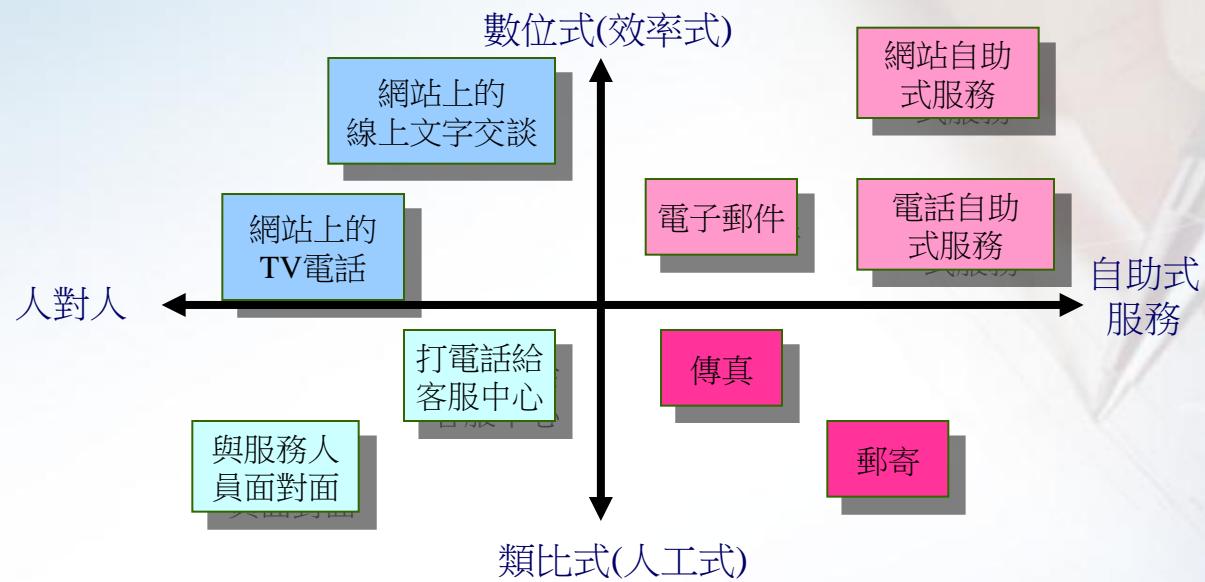 數位式(效率式)
網站自助
式服務
網站上的
線上文字交談
電子郵件
電話自助
式服務
網站上的
TV電話
人對人
自助式
服務
打電話給
客服中心
傳真
與服務人
員面對面
郵寄
類比式(人工式)